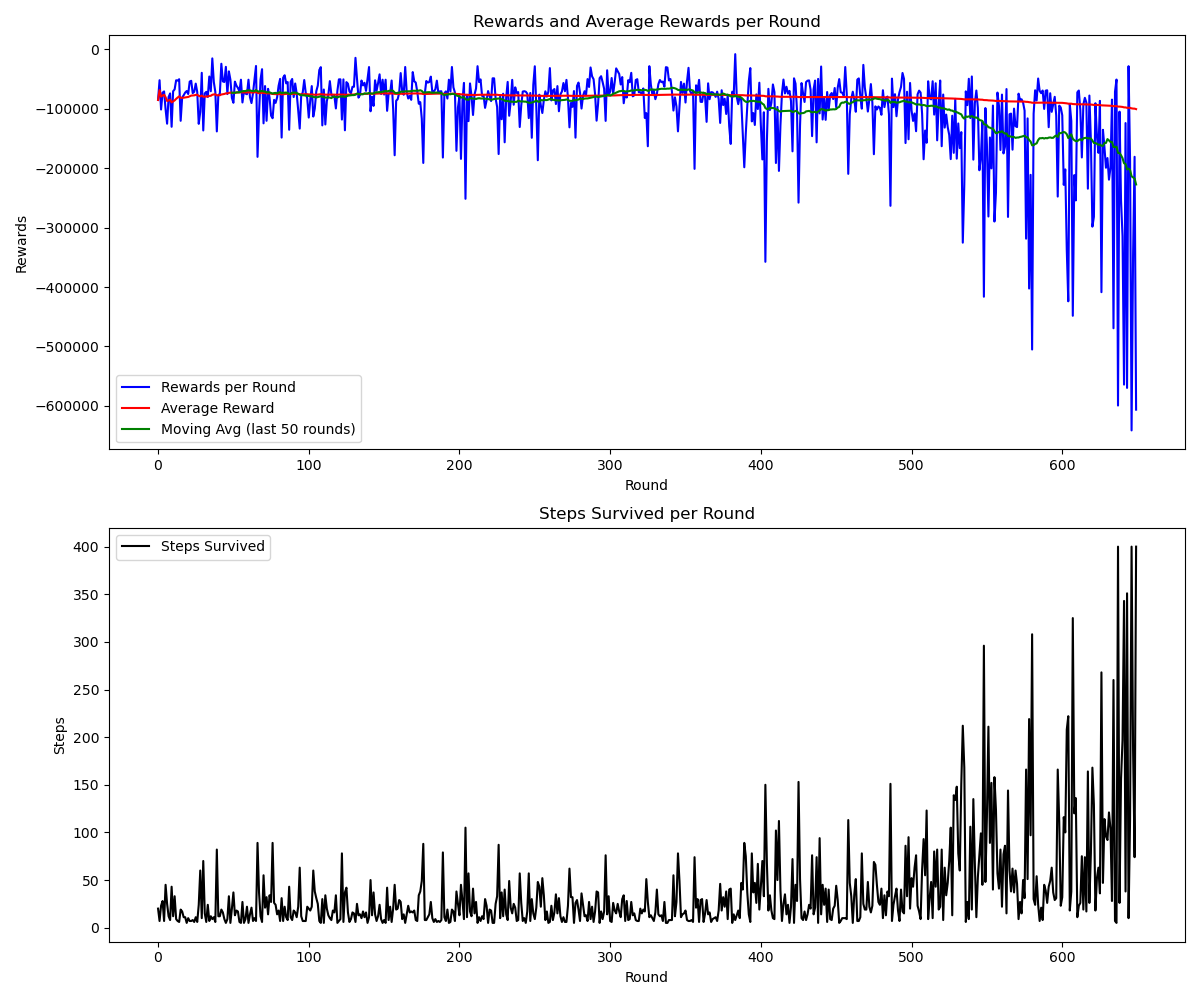 Rewards and Average Rewards per Round
0
−100000
−200000
−300000
−400000
−500000
−600000
Rewards
Rewards per Round
Average Reward
Moving Avg (last 50 rounds)
0 100 200 300 400 500 600
Round
Steps Survived per Round
Steps Survived
400
350
300
250
200
150
100
50
0
Steps
0 100 200 300 400 500 600
Round